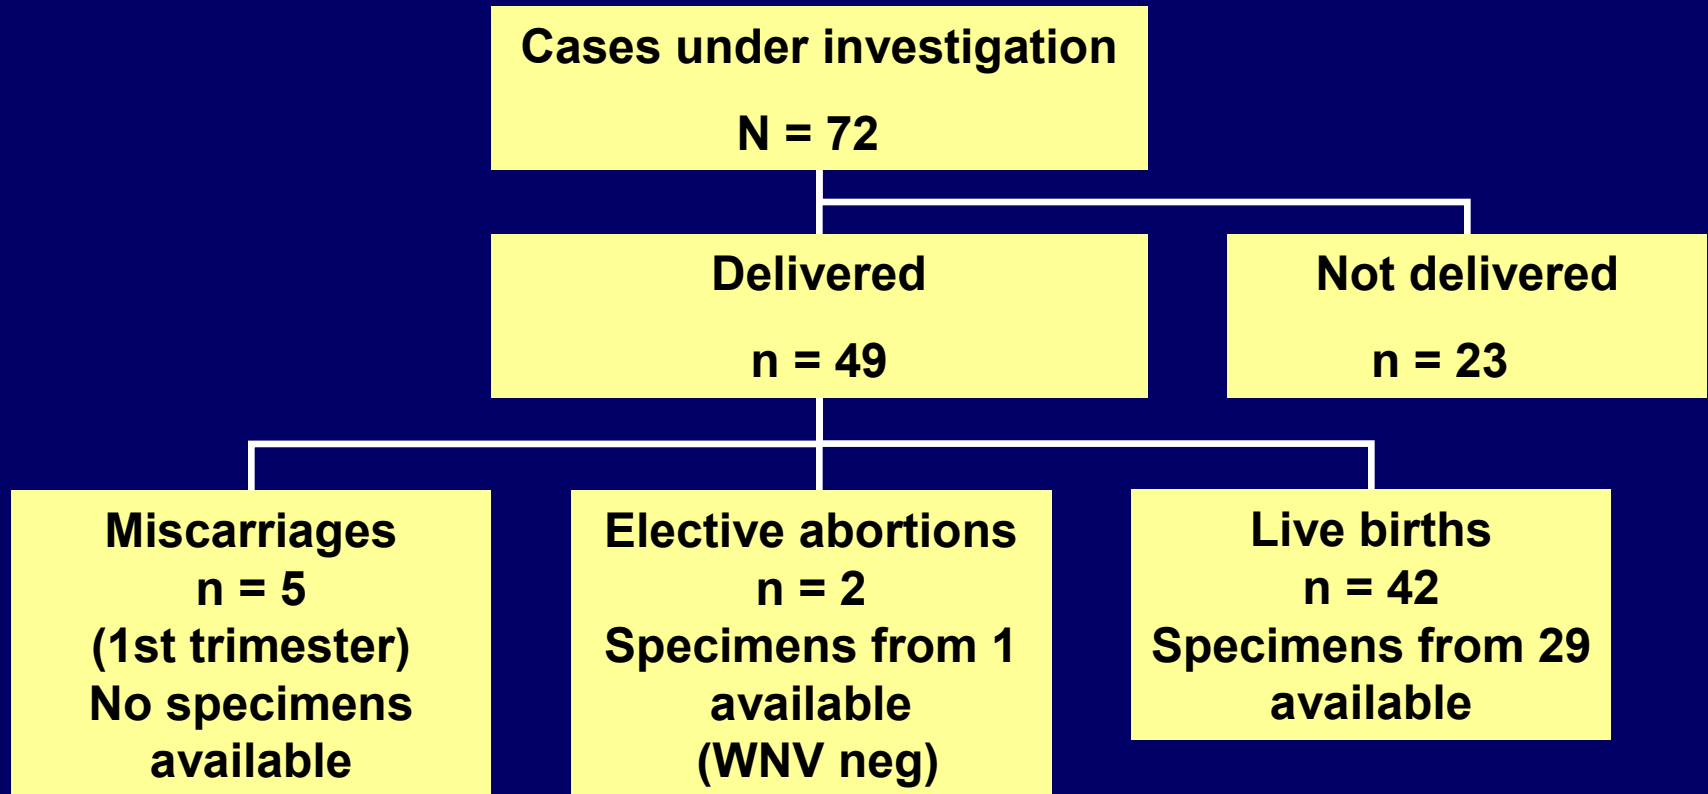 Cases under investigation
N = 72
Delivered
n = 49
Not delivered
n = 23
Miscarriages
n = 5
(1st trimester)
No specimens
available
Elective abortions
n = 2
Specimens from 1
available
(WNV neg)
Live births
n = 42
Specimens from 29
available